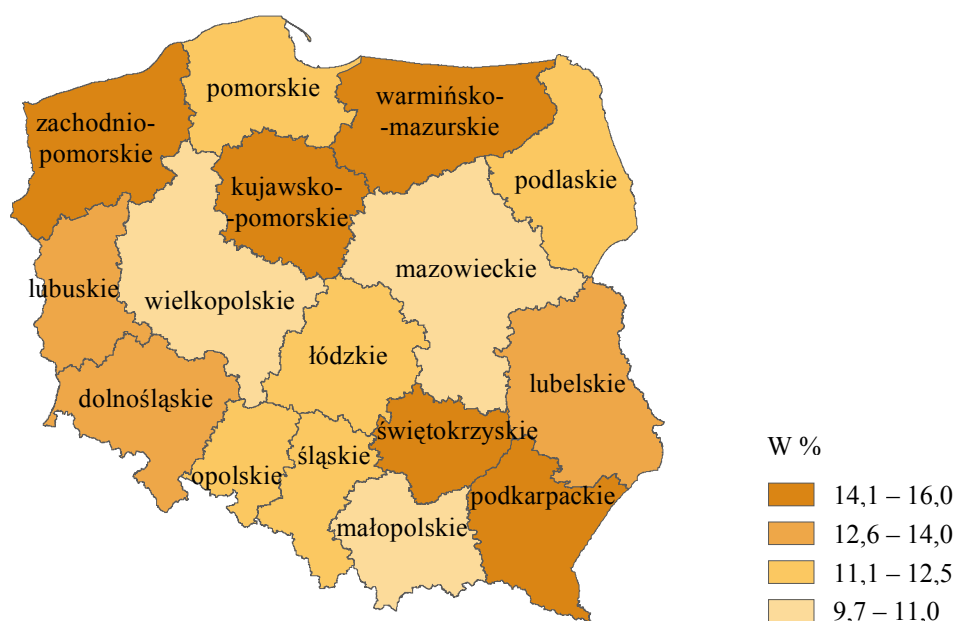 pomorskie
warmińsko-
-mazurskie
zachodnio-
pomorskie
podlaskie
kujawsko-
-pomorskie
mazowieckie
lubuskie
wielkopolskie
łódzkie
lubelskie
dolnośląskie
świętokrzyskie
śląskie
opolskie
podkarpackie
małopolskie
W %
14,1 – 16,0
12,6 – 14,0
11,1 – 12,5
9,7 – 11,0